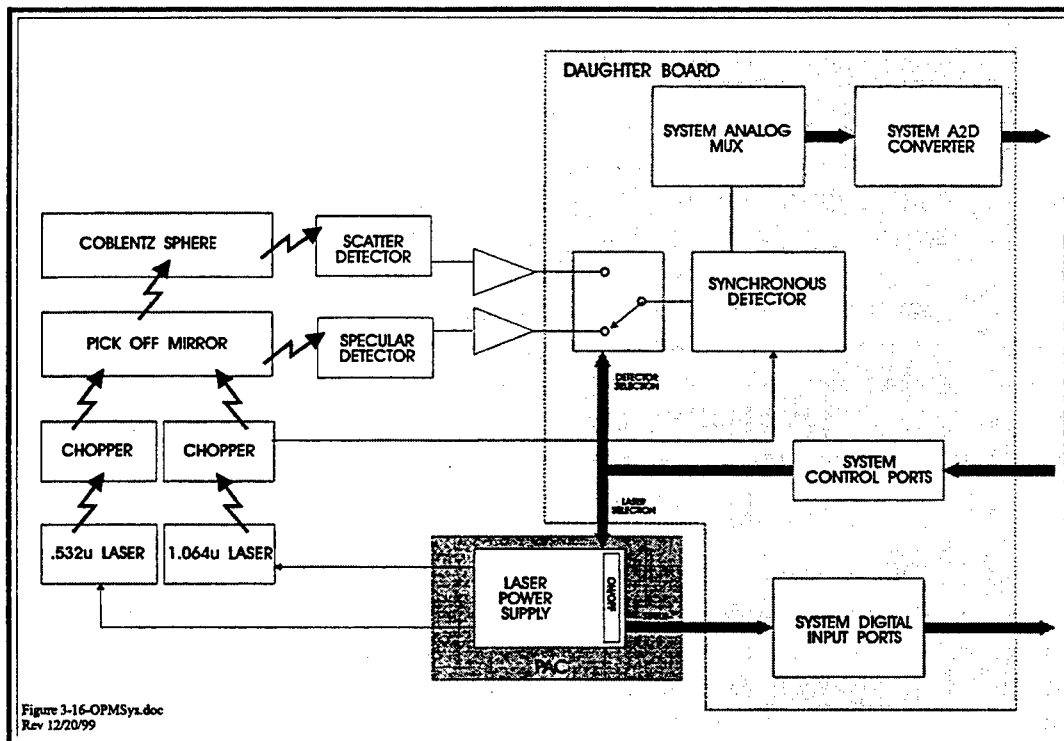 DAUGHTER BOARD
SYSTEM ANALOG
MUX
SYSTEM A2D
CONVERTER
COBLENTZ SPHERE
SCATTER
DETECTOR
SYNCHRONOUS
DETECTOR
PICK OFF MIRROR
SPECULAR
DETECTOR
DETECTOR
SELECTION
CHOPPER
CHOPPER
SYSTEM
CONTROL PORTS
LASER
SELECTION
.532u LASER
1.064u LASER
LASER
POWER
SUPPLY
ON/OFF
SYSTEM DIGITAL
INPUT PORTS
PAC
Figure 3-16-OPMSys.doc
Rev 12/20/99